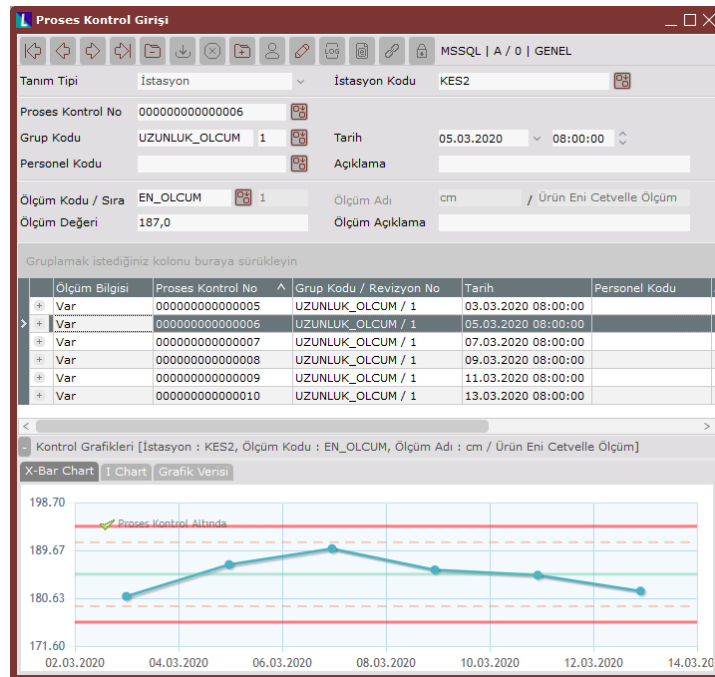 Proses Kontrol Girişi
LOG
MSSQL | A / 0 | GENEL
Tanım Tipi İstasyon İstasyon Kodu KES2
Proses Kontrol No 000000000000006
Grup Kodu UZUNLUK_OLCUM 1 Tarih 05.03.2020 08:00:00
Personel Kodu Açıklama
Ölçüm Kodu / Sıra EN_OLCUM 1 Ölçüm Adı cm / Ürün Eni Cetvelle Ölçüm
Ölçüm Değeri 187,0 Ölçüm Açıklama
Gruplamak istediğiniz kolonu buraya sürükleyin
Ölçüm Bilgisi Proses Kontrol No Grup Kodu / Revizyon No Tarih Personel Kodu
Var 000000000000005 UZUNLUK_OLCUM / 1 03.03.2020 08:00:00
Var 000000000000006 UZUNLUK_OLCUM / 1 05.03.2020 08:00:00
Var 000000000000007 UZUNLUK_OLCUM / 1 07.03.2020 08:00:00
Var 000000000000008 UZUNLUK_OLCUM / 1 09.03.2020 08:00:00
Var 000000000000009 UZUNLUK_OLCUM / 1 11.03.2020 08:00:00
Var 000000000000010 UZUNLUK_OLCUM / 1 13.03.2020 08:00:00
Kontrol Grafikleri [İstasyon : KES2, Ölçüm Kodu : EN_OLCUM, Ölçüm Adı : cm / Ürün Eni Cetvelle Ölçüm]
X-Bar Chart I Chart Grafik Verisi
198.70
Proses Kontrol Altında
189.67
180.63
171.60
02.03.2020 04.03.2020 06.03.2020 08.03.2020 10.03.2020 12.03.2020 14.03.20